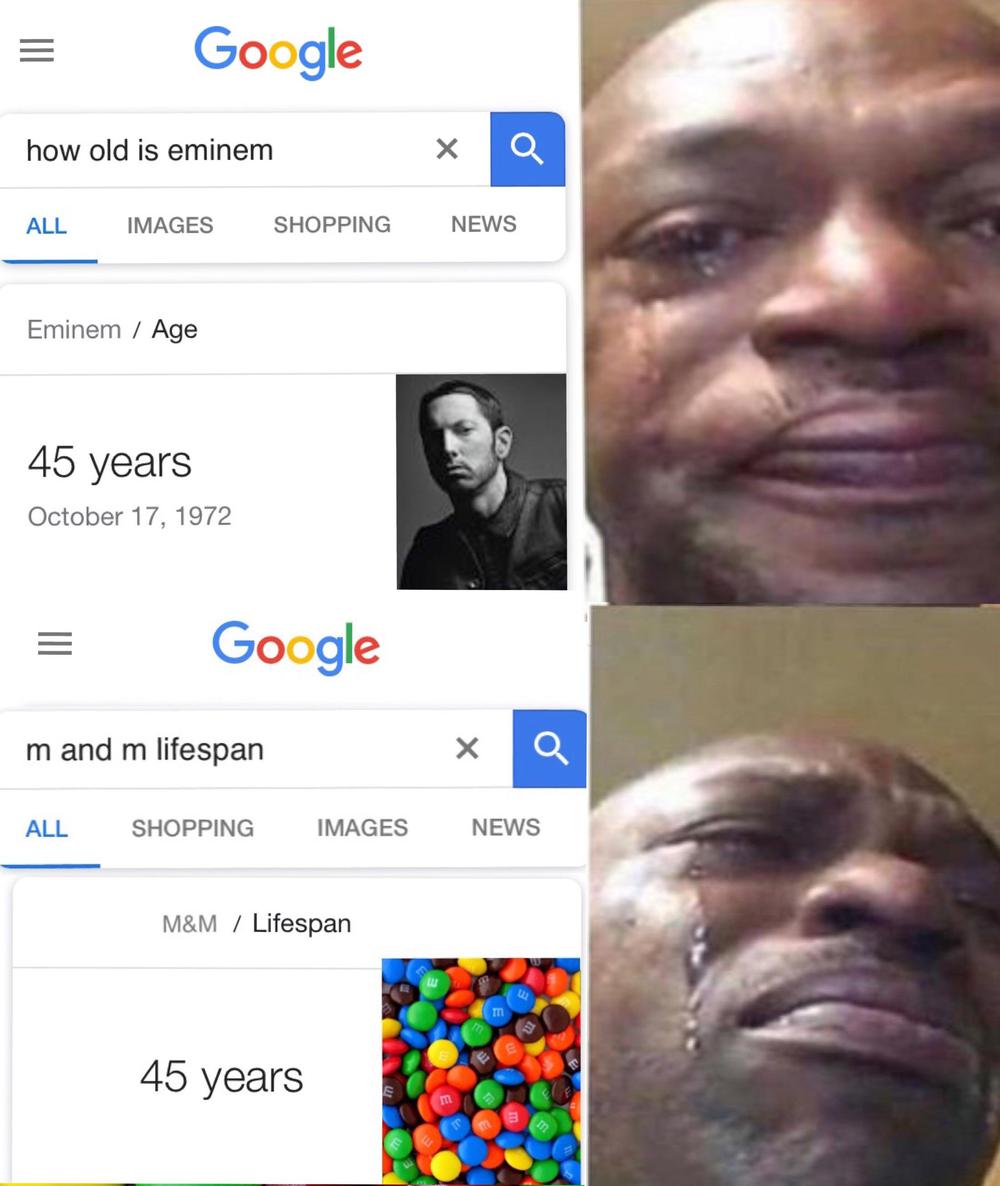 Google
how old is eminem
ALL IMAGES SHOPPING NEWS
Eminem / Age
45 years
October 17, 1972
Google
m and m lifespan
ALL SHOPPING IMAGES NEWS
M&M / Lifespan
45 years